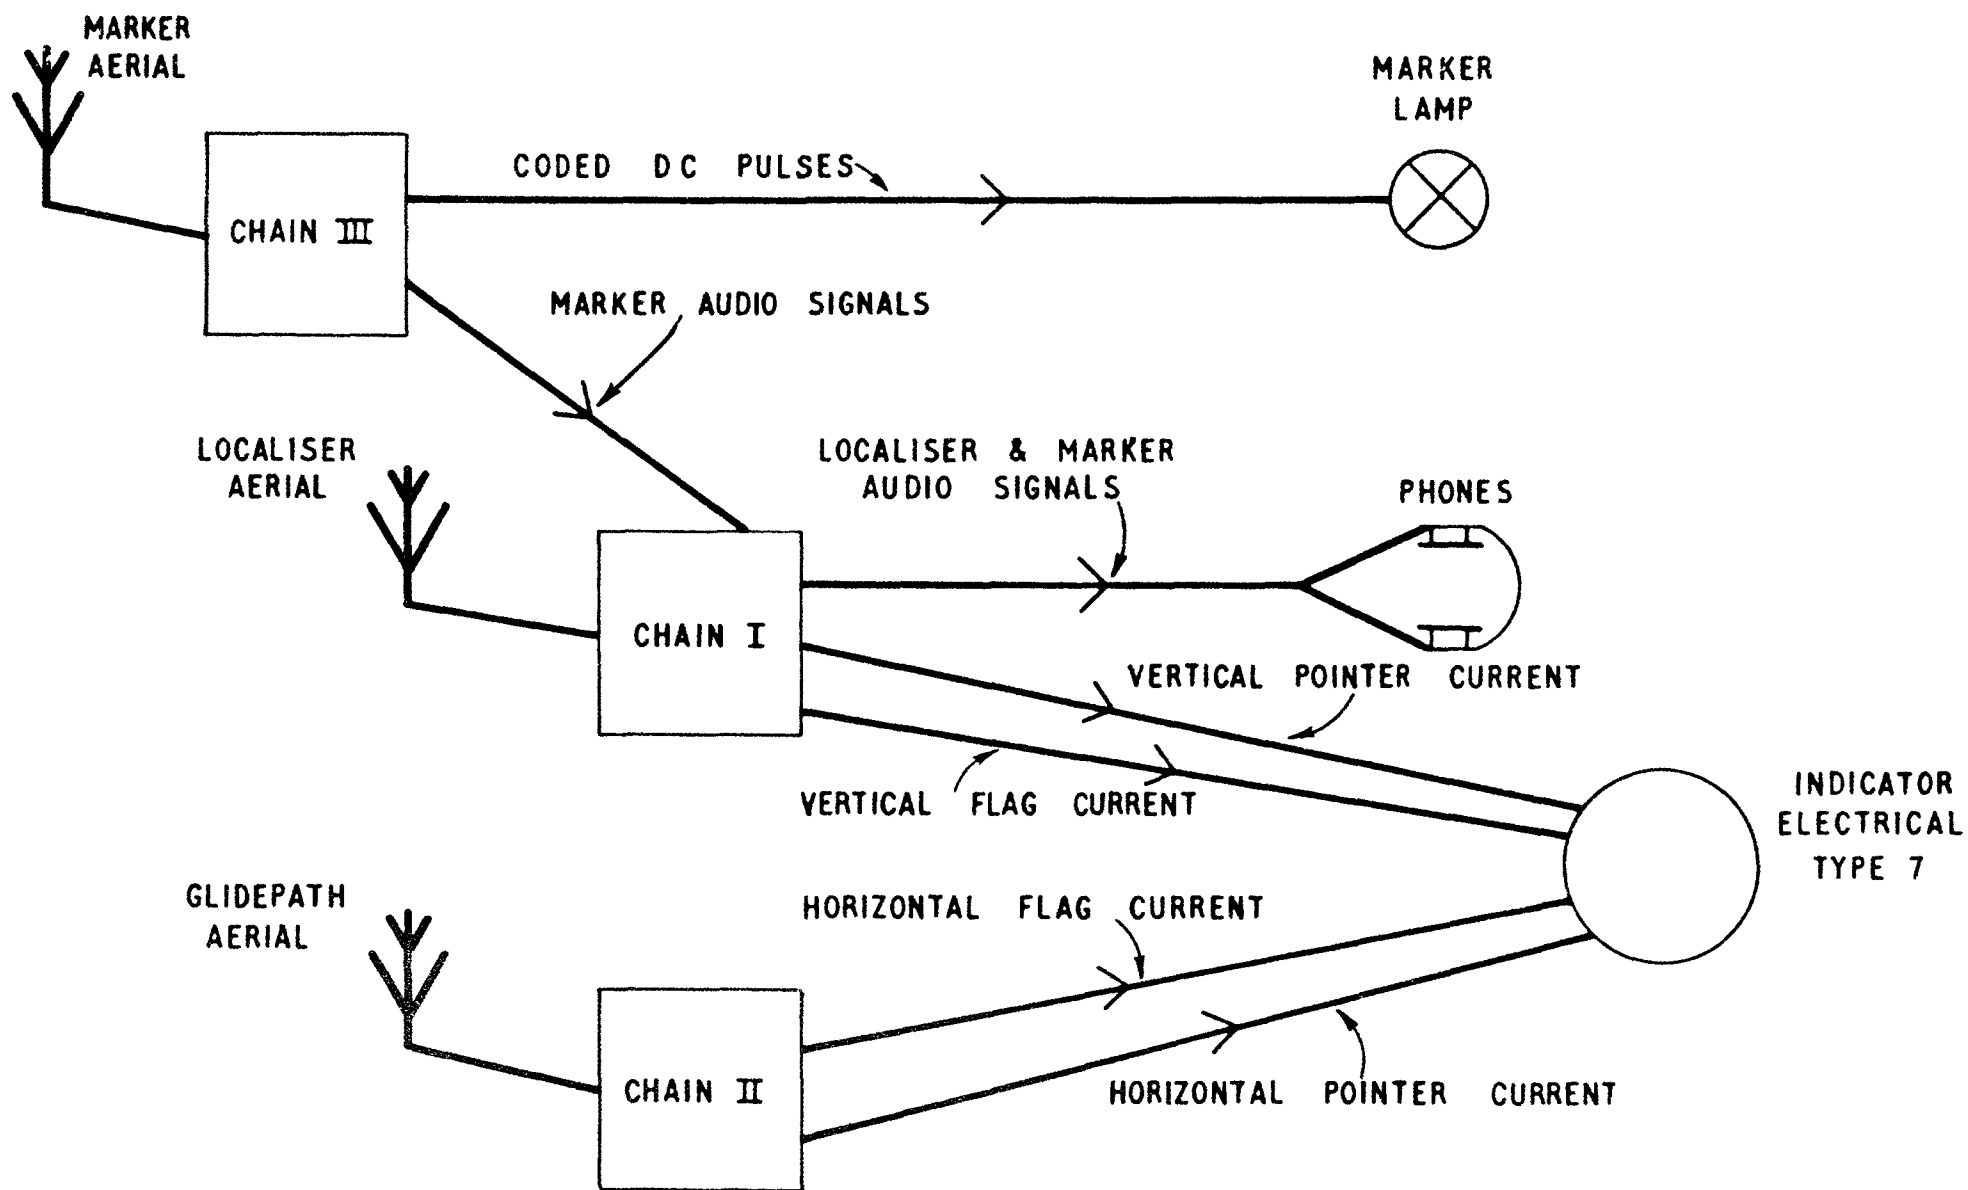 MARKER
AERIAL
MARKER
LAMP
CODED DC PULSES
CHAIN III
MARKER AUDIO SIGNALS
LOCALISER
AERIAL
LOCALISER & MARKER
AUDIO SIGNALS
PHONES
CHAIN I
VERTICAL POINTER CURRENT
VERTICAL FLAG CURRENT
INDICATOR
ELECTRICAL
TYPE 7
GLIDEPATH
AERIAL
HORIZONTAL FLAG CURRENT
CHAIN II
HORIZONTAL POINTER CURRENT